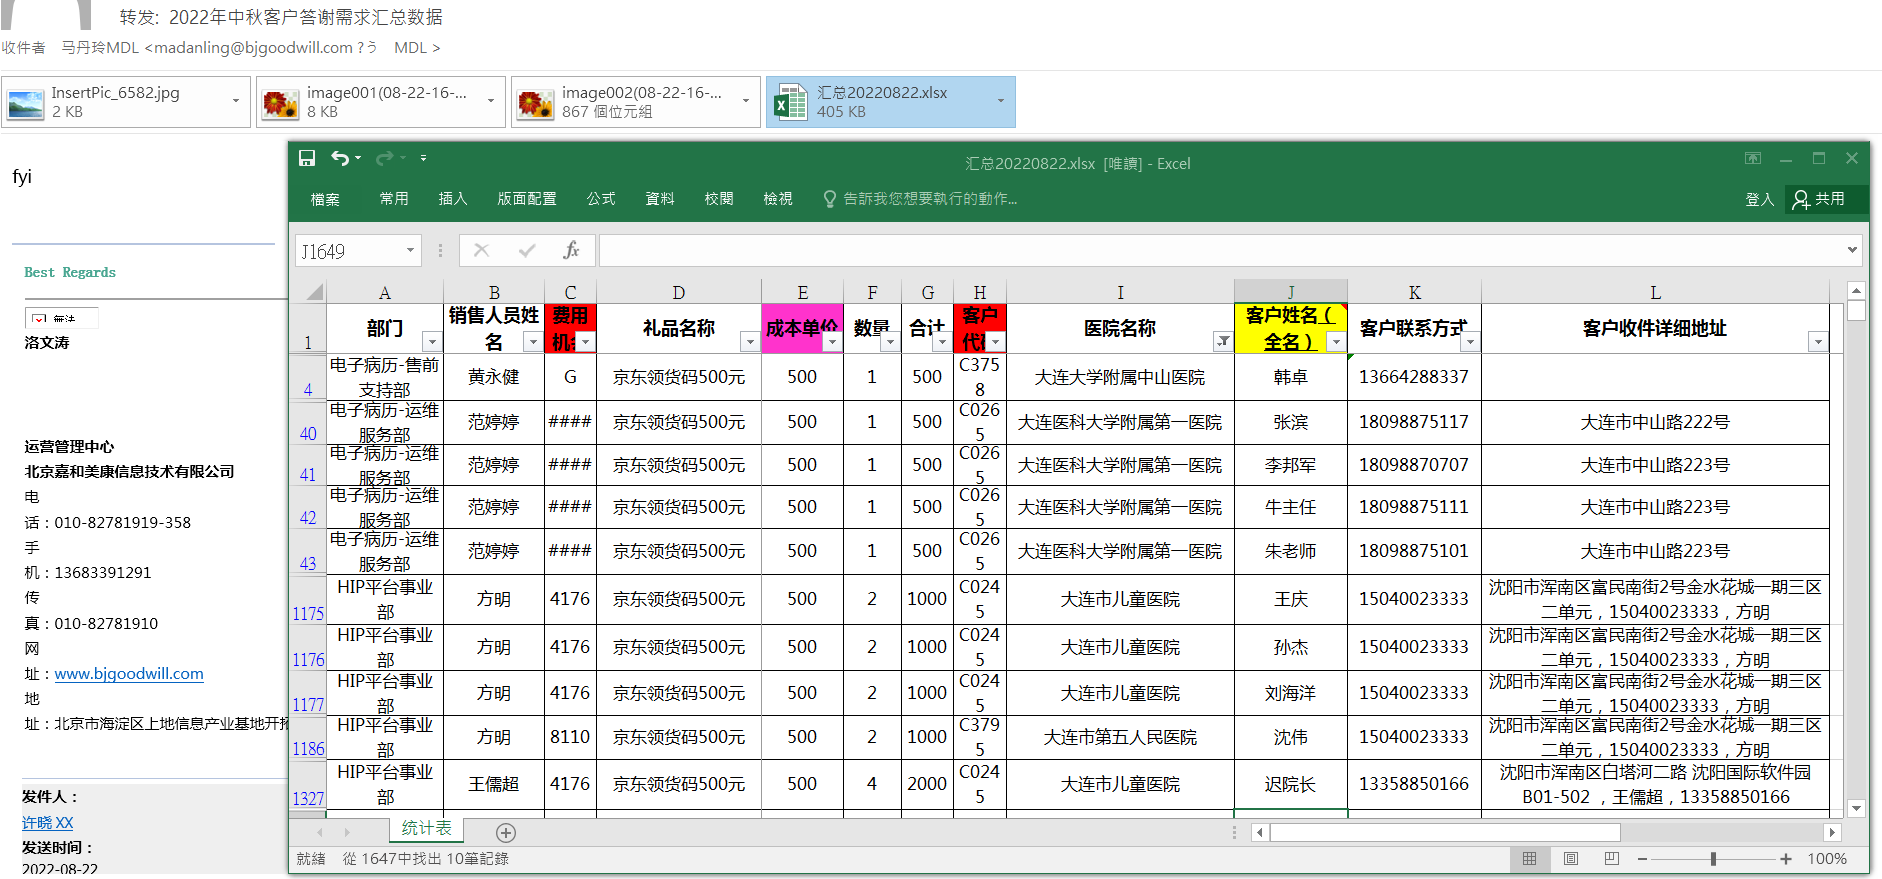 转发: 2022年中秋客户答谢需求汇总数据
收件者 马丹玲MDL <madanling@bjgoodwill.com ?う MDL >
InsertPic_6582.jpg
2 KB
image001(08-22-16-...
8 KB
image002(08-22-16-...
867 個位元組
汇总20220822.xlsx
405 KB
fyi
Best Regards
無法
洛文涛
运营管理中心
北京嘉和美康信息技术有限公司
电
话：010-82781919-358
手
机：13683391291
传
真：010-82781910
网
址：www.bjgoodwill.com
地
址：北京市海淀区上地信息产业基地开拓
发件人：
许晓 XX
发送时间：
2022-08-22
汇总20220822.xlsx [唯讀] - Excel
檔案 常用 插入 版面配置 公式 資料 校閱 檢視 告訴我您想要執行的動作... 登入 共用
J1649 fx
A B C D E F G H I J K L
1 部门 销售人员姓名 费用机 礼品名称 成本单价 数量 合计 客户代 医院名称 客户姓名（全名） 客户联系方式 客户收件详细地址
4 电子病历-售前支持部 黄永健 G 京东领货码500元 500 1 500 C3758 大连大学附属中山医院 韩卓 13664288337
40 电子病历-运维服务部 范婷婷 #### 京东领货码500元 500 1 500 C0265 大连医科大学附属第一医院 张滨 18098875117 大连市中山路222号
41 电子病历-运维服务部 范婷婷 #### 京东领货码500元 500 1 500 C0265 大连医科大学附属第一医院 李邦军 18098870707 大连市中山路223号
42 电子病历-运维服务部 范婷婷 #### 京东领货码500元 500 1 500 C0265 大连医科大学附属第一医院 牛主任 18098875111 大连市中山路223号
43 电子病历-运维服务部 范婷婷 #### 京东领货码500元 500 1 500 C0265 大连医科大学附属第一医院 朱老师 18098875101 大连市中山路223号
1175 HIP平台事业部 方明 4176 京东领货码500元 500 2 1000 C0245 大连市儿童医院 王庆 15040023333 沈阳市浑南区富民南街2号金水花城一期三区二单元，15040023333，方明
1176 HIP平台事业部 方明 4176 京东领货码500元 500 2 1000 C0245 大连市儿童医院 孙杰 15040023333 沈阳市浑南区富民南街2号金水花城一期三区二单元，15040023333，方明
1177 HIP平台事业部 方明 4176 京东领货码500元 500 2 1000 C0245 大连市儿童医院 刘海洋 15040023333 沈阳市浑南区富民南街2号金水花城一期三区二单元，15040023333，方明
1186 HIP平台事业部 方明 8110 京东领货码500元 500 2 1000 C3795 大连市第五人民医院 沈伟 15040023333 沈阳市浑南区富民南街2号金水花城一期三区二单元，15040023333，方明
1327 HIP平台事业部 王儒超 4176 京东领货码500元 500 4 2000 C0245 大连市儿童医院 迟院长 13358850166 沈阳市浑南区白塔河二路 沈阳国际软件园B01-502 ，王儒超，13358850166
统计表
就緒 從 1647中找出 10筆記錄 100%